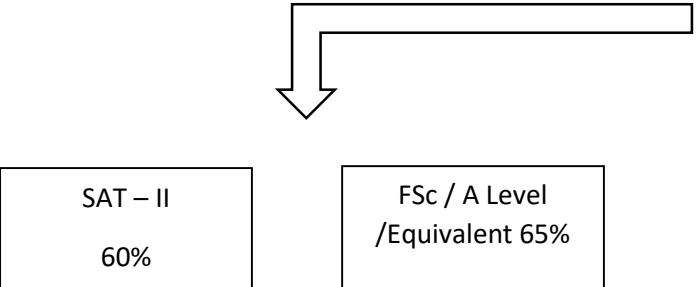 SAT – II
60%
FSc / A Level
/Equivalent 65%